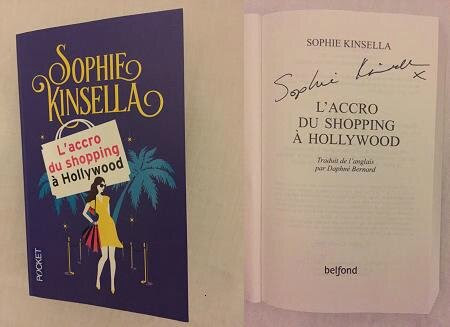 SOPHIE
KINSELLA
L'accro
du shopping
à Hollywood
POCKET
SOPHIE KINSELLA
Sophie Kinsella x
L'ACCRO
DU SHOPPING
À HOLLYWOOD
Traduit de l'anglais
par Daphné Bernard
belfond